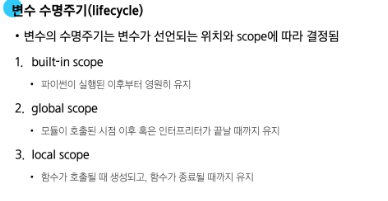 변수 수명주기(lifecycle)
• 변수의 수명주기는 변수가 선언되는 위치와 scope에 따라 결정됨
1. built-in scope
• 파이썬이 실행된 이후부터 영원히 유지
2. global scope
• 모듈이 호출된 시점 이후 혹은 인터프리터가 끝날 때까지 유지
3. local scope
• 함수가 호출될 때 생성되고, 함수가 종료될 때까지 유지